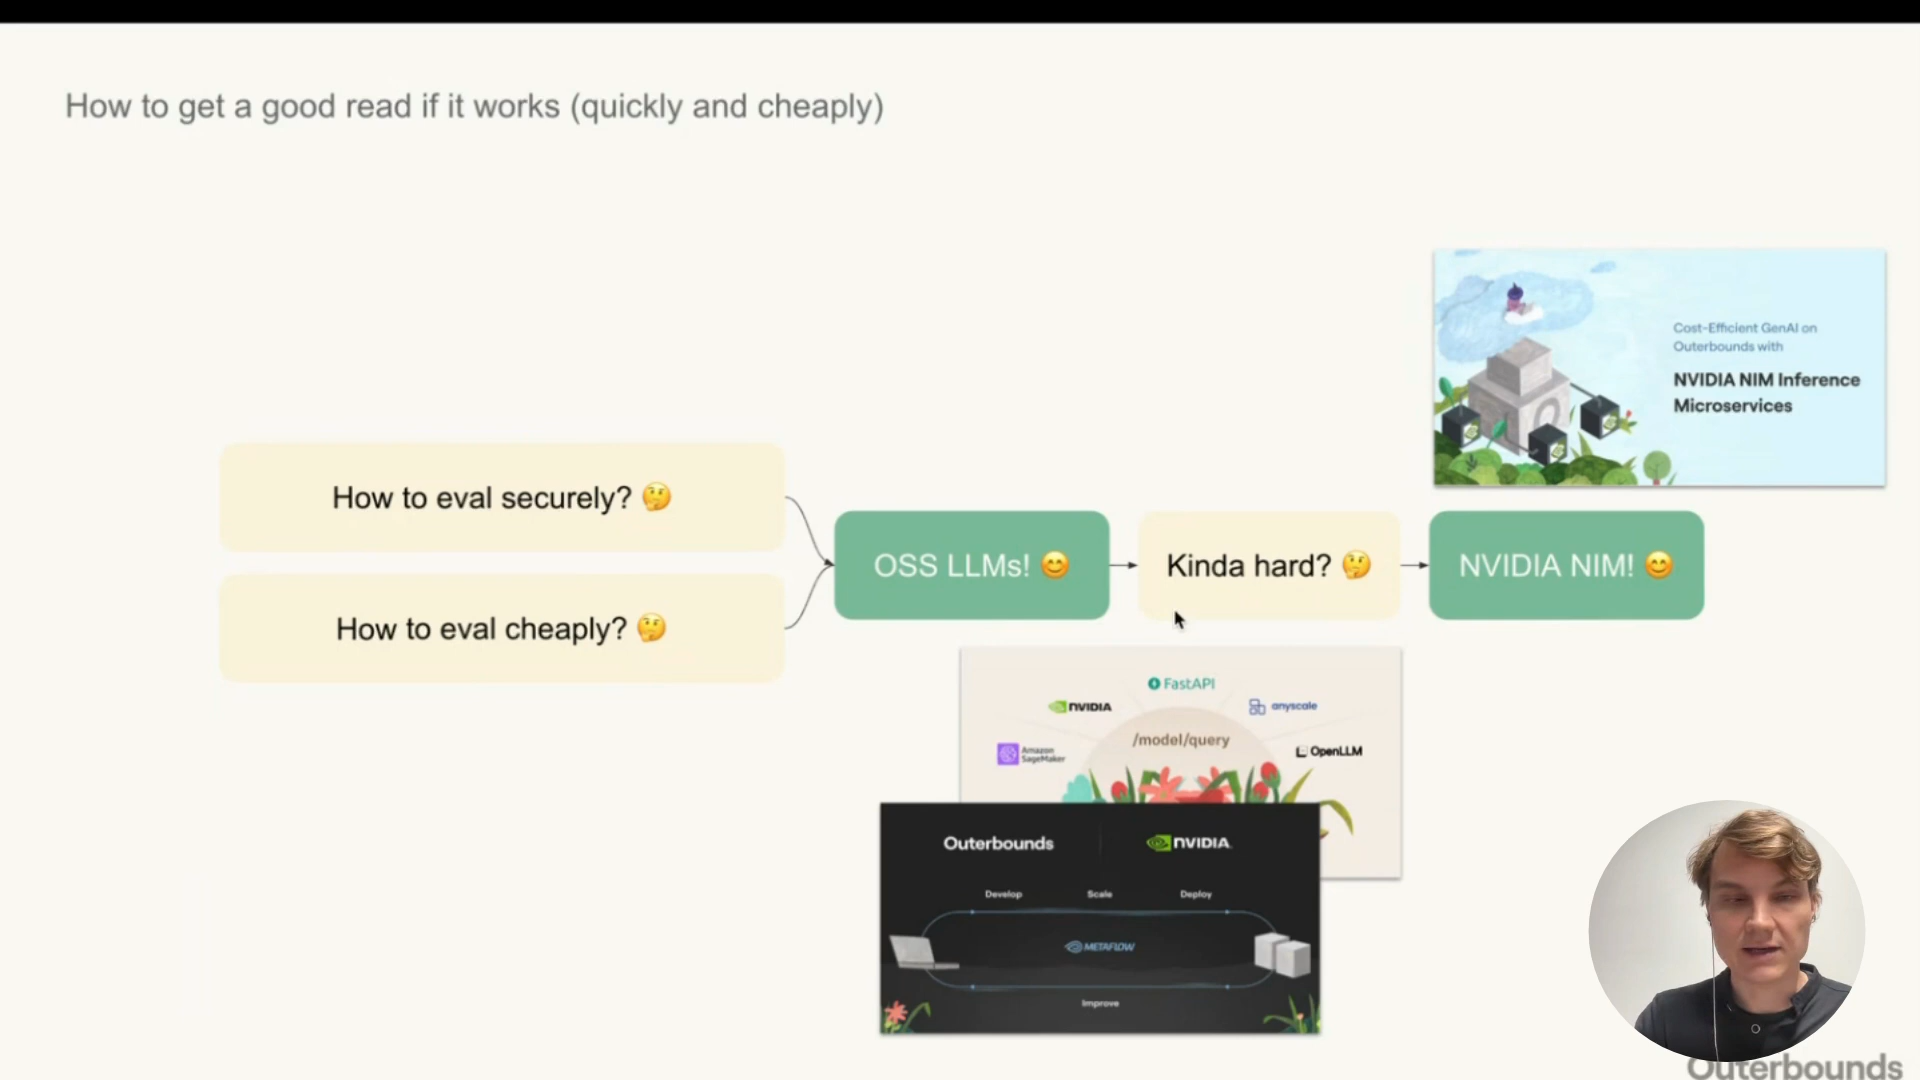 How to get a good read if it works (quickly and cheaply)
Cost-Efficient GenAI on
Outerbounds with
NVIDIA NIM Inference
Microservices
How to eval securely? 🤔
How to eval cheaply? 🤔
OSS LLMs! 😊
Kinda hard? 🤔
NVIDIA NIM! 😊
FastAPI
NVIDIA
anyscale
/model/query
Amazon
SageMaker
OpenLLM
Outerbounds
NVIDIA
Develop
Scale
Deploy
METAFLOW
Improve
Outerbounds